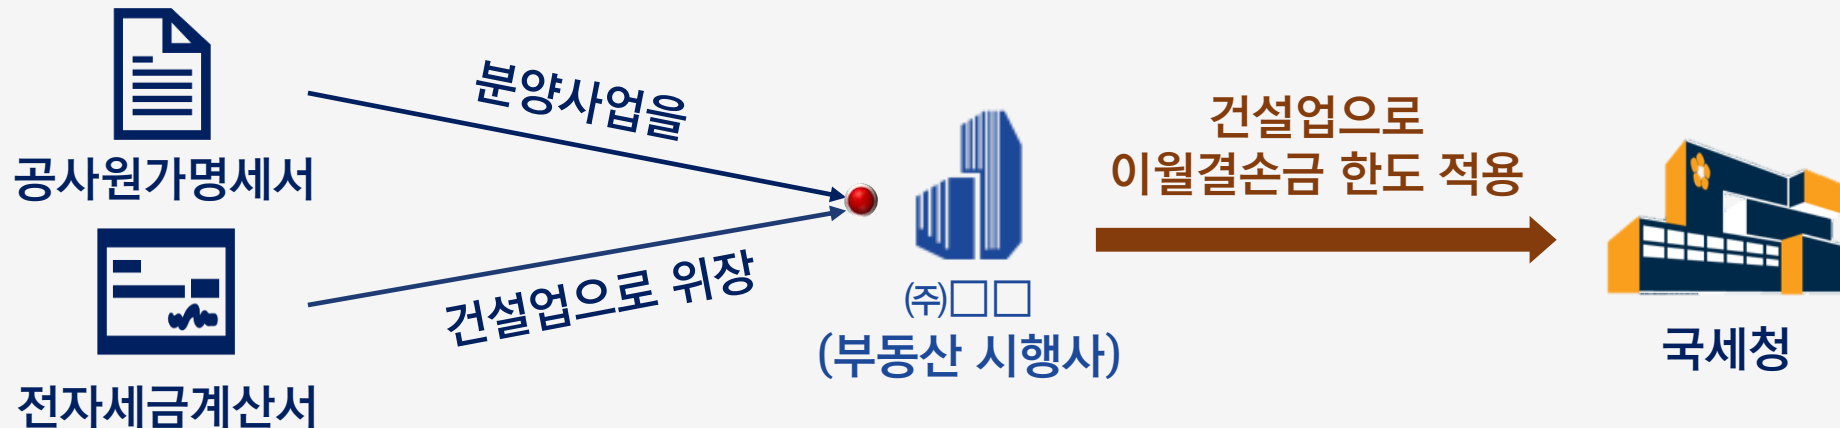 공사원가명세서
전자세금계산서
분양사업을
건설업으로 위장
㈜□□
(부동산 시행사)
건설업으로
이월결손금 한도 적용
국세청